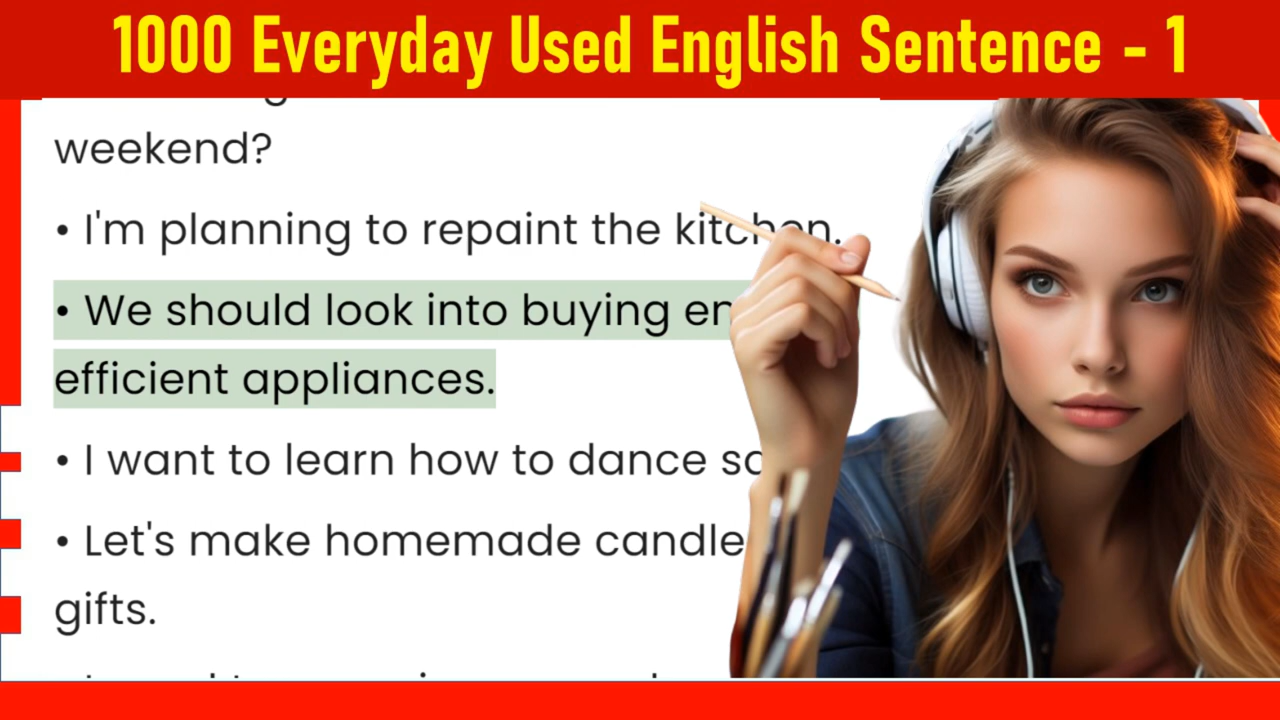 1000 Everyday Used English Sentence - 1
weekend?
• I'm planning to repaint the kitchen.
• We should look into buying
efficient appliances.
• I want to learn how to dance
• Let's make homemade
gifts.